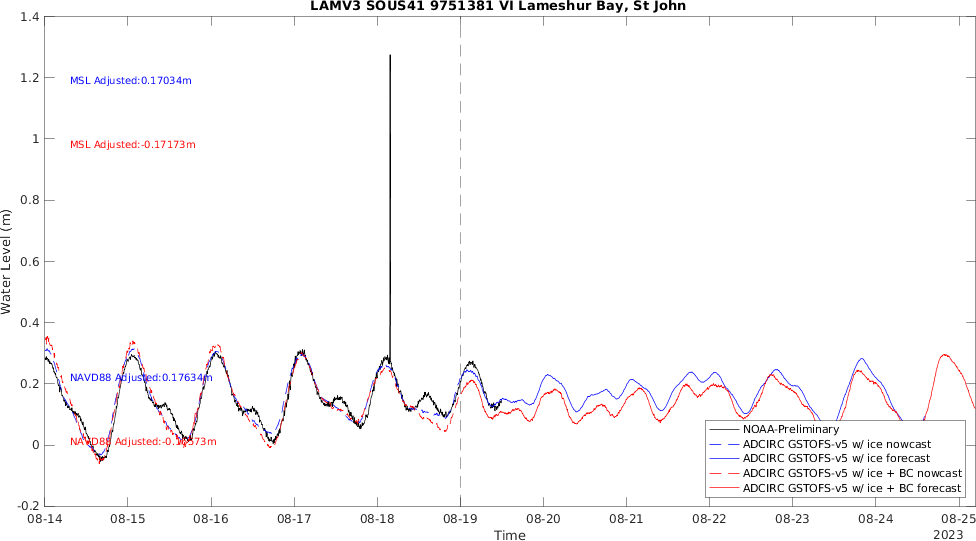 LAMV3 SOUS41 9751381 VI Lameshur Bay, St John
1.4
1.2
1
0.8
0.6
0.4
0.2
0
-0.2
Water Level (m)
MSL Adjusted:0.17034m
MSL Adjusted:-0.17173m
NAVD88 Adjusted:0.17634m
NAVD88 Adjusted:
NOAA-Preliminary
ADCIRC GSTOFS-v5 w/ ice nowcast
ADCIRC GSTOFS-v5 w/ ice forecast
ADCIRC GSTOFS-v5 w/ ice + BC nowcast
ADCIRC GSTOFS-v5 w/ ice + BC forecast
08-14 08-15 08-16 08-17 08-18 08-19 08-20 08-21 08-22 08-23 08-24 08-25
2023
Time